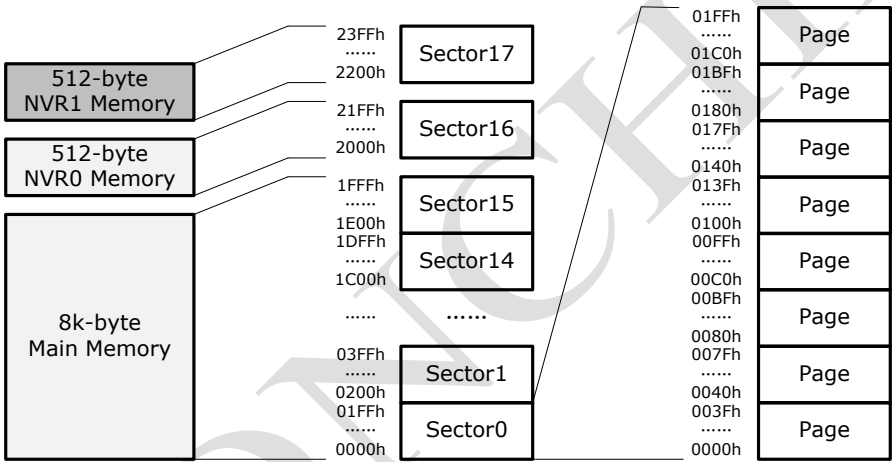 512-byte
NVR1 Memory
512-byte
NVR0 Memory
8k-byte
Main Memory
23FFh
......
2200h
Sector17
21FFh
......
2000h
Sector16
1FFFh
......
1E00h
Sector15
1DFFh
......
1C00h
Sector14
......
......
03FFh
......
0200h
Sector1
01FFh
......
0000h
Sector0
01FFh
......
01C0h
Page
01BFh
......
0180h
Page
017Fh
......
0140h
Page
013Fh
......
0100h
Page
00FFh
......
00C0h
Page
00BFh
......
0080h
Page
007Fh
......
0040h
Page
003Fh
......
0000h
Page